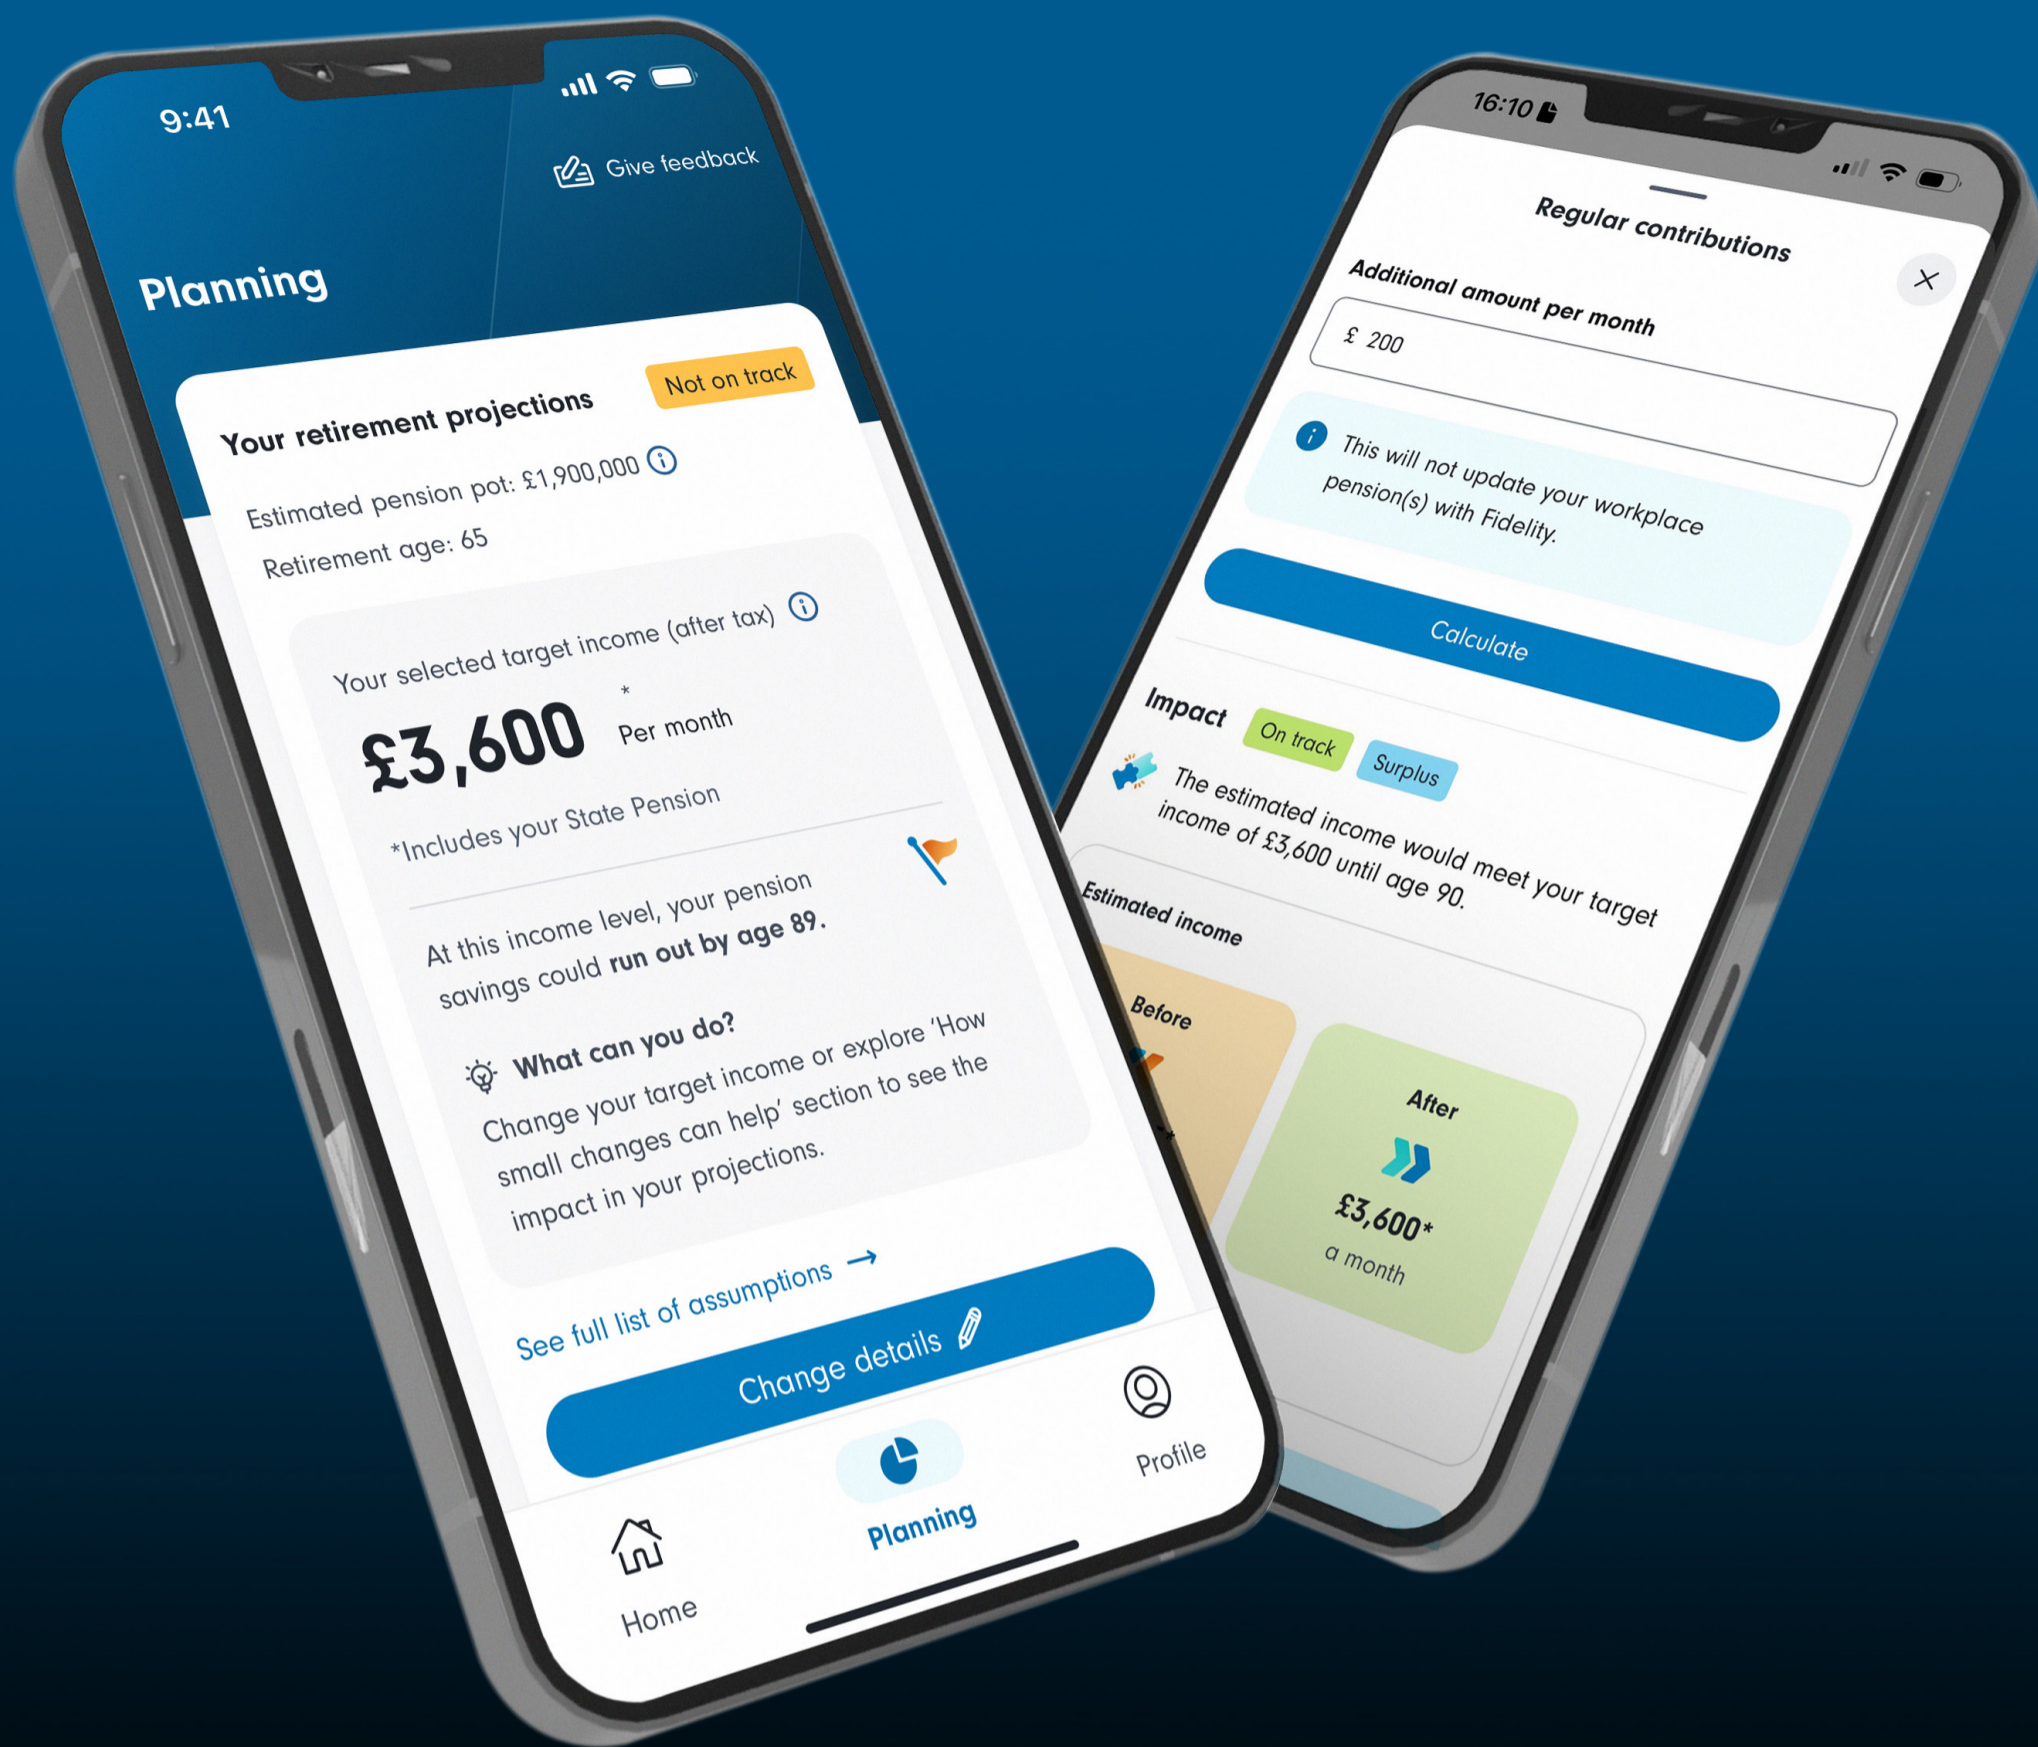 9:41
Give feedback
Planning
Your retirement projections
Not on track
Estimated pension pot: £1,900,000
Retirement age: 65
Your selected target income (after tax)
£3,600
*
Per month
*Includes your State Pension
At this income level, your pension
savings could run out by age 89.
What can you do?
Change your target income or explore ‘How
small changes can help’ section to see the
impact in your projections.
See full list of assumptions
Change details
Home
Planning
Profile
16:10
Regular contributions
Additional amount per month
£ 200
This will not update your workplace
pension(s) with Fidelity.
Calculate
Impact
On track
Surplus
The estimated income would meet your target
income of £3,600 until age 90.
Estimated income
Before
After
£3,600*
a month